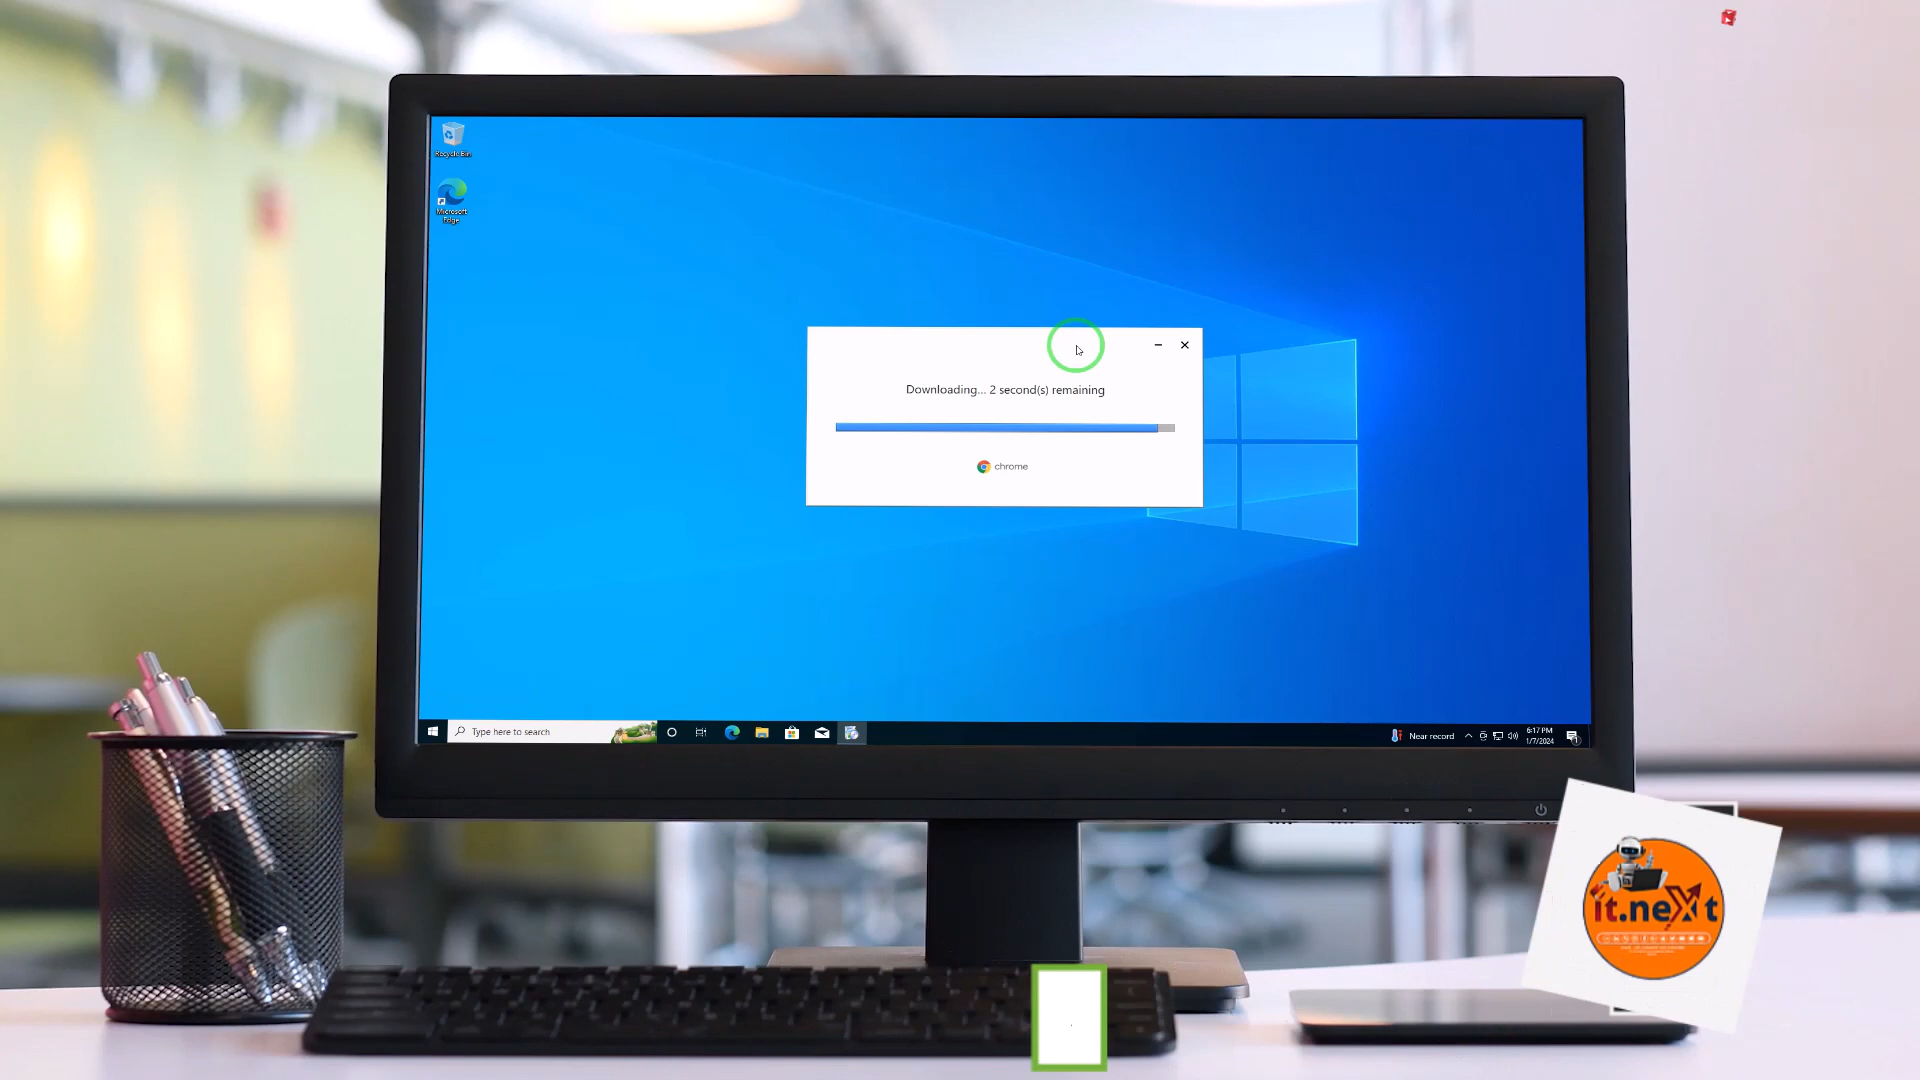 Recycle Bin
Microsoft
Edge
Downloading... 2 second(s) remaining
chrome
Type here to search
Near record
6:17 PM
1/7/2024
it.neXt